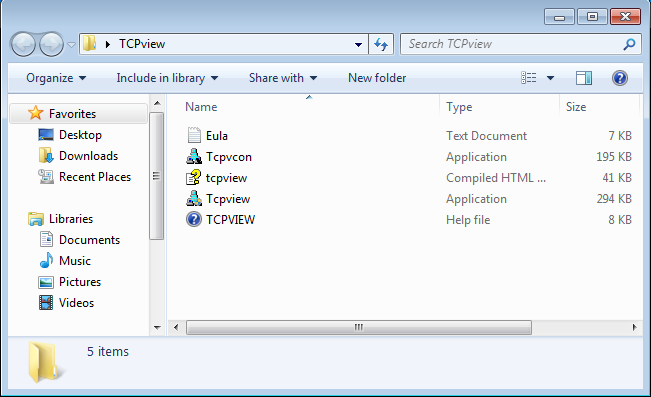 TCPview
Search TCPview
Organize Include in library Share with New folder
Favorites
Desktop
Downloads
Recent Places
Libraries
Documents
Music
Pictures
Videos
Name Type Size
Eula Text Document 7 KB
Tcpvcon Application 195 KB
tcpview Compiled HTML ... 41 KB
Tcpview Application 294 KB
TCPVIEW Help file 8 KB
5 items